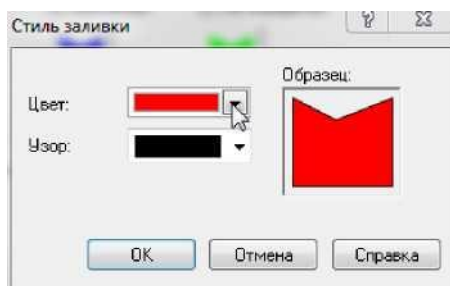 Стиль заливки
Образец:
Цвет:
Узор:
OK
Отмена
Справка